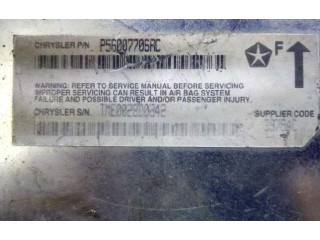 CHRYSLER P/N P56007706AC
F
WARNING: REFER TO SERVICE MANUAL BEFORE SERVICING
IMPROPER SERVICING CAN RESULT IN AIR BAG SYSTEM
FAILURE AND POSSIBLE DRIVER AND/OR PASSENGER INJURY.
CHRYSLER S/N
SUPPLIER CODE